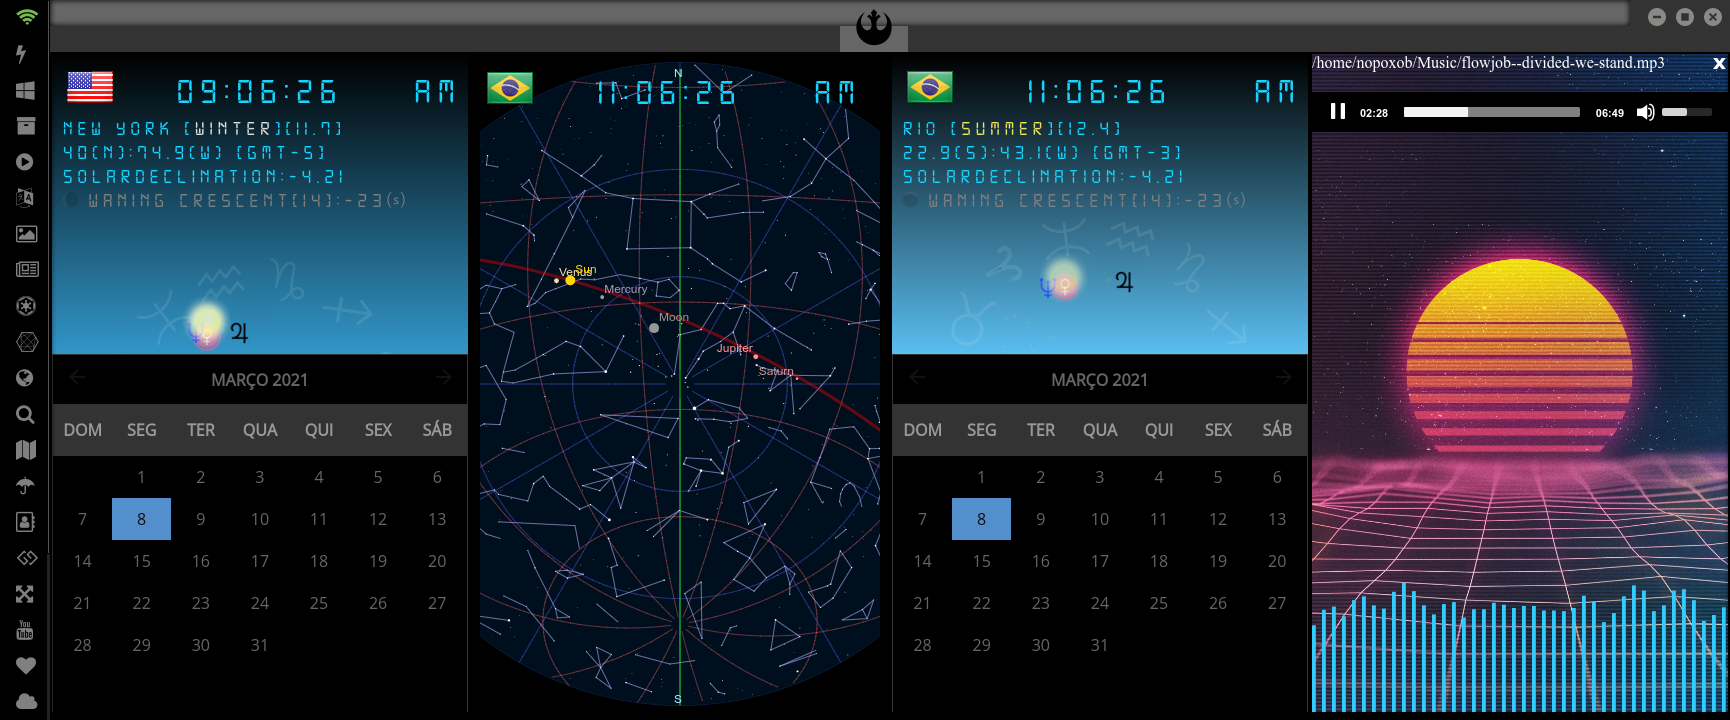 09:06:26 AM
NEW YORK [WINTER][11.7]
40(N):74.9(W) [GMT-5]
SOLARDECLINATION:-4.21
WANING CRESCENT[14]:-23(s)
MARÇO 2021
DOM SEG TER QUA QUI SEX SÁB
1 2 3 4 5 6
7 8 9 10 11 12 13
14 15 16 17 18 19 20
21 22 23 24 25 26 27
28 29 30 31
N
11:06:26 AM
Sun
Venus
Mercury
Moon
Jupiter
Saturn
S
11:06:26 AM
RIO [SUMMER][12.4]
22.9(S):43.1(W) [GMT-3]
SOLARDECLINATION:-4.21
WANING CRESCENT[14]:-23(s)
MARÇO 2021
DOM SEG TER QUA QUI SEX SÁB
1 2 3 4 5 6
7 8 9 10 11 12 13
14 15 16 17 18 19 20
21 22 23 24 25 26 27
28 29 30 31
/home/nopoxob/Music/flowjob--divided-we-stand.mp3 x
02:28 06:49
You
Tube